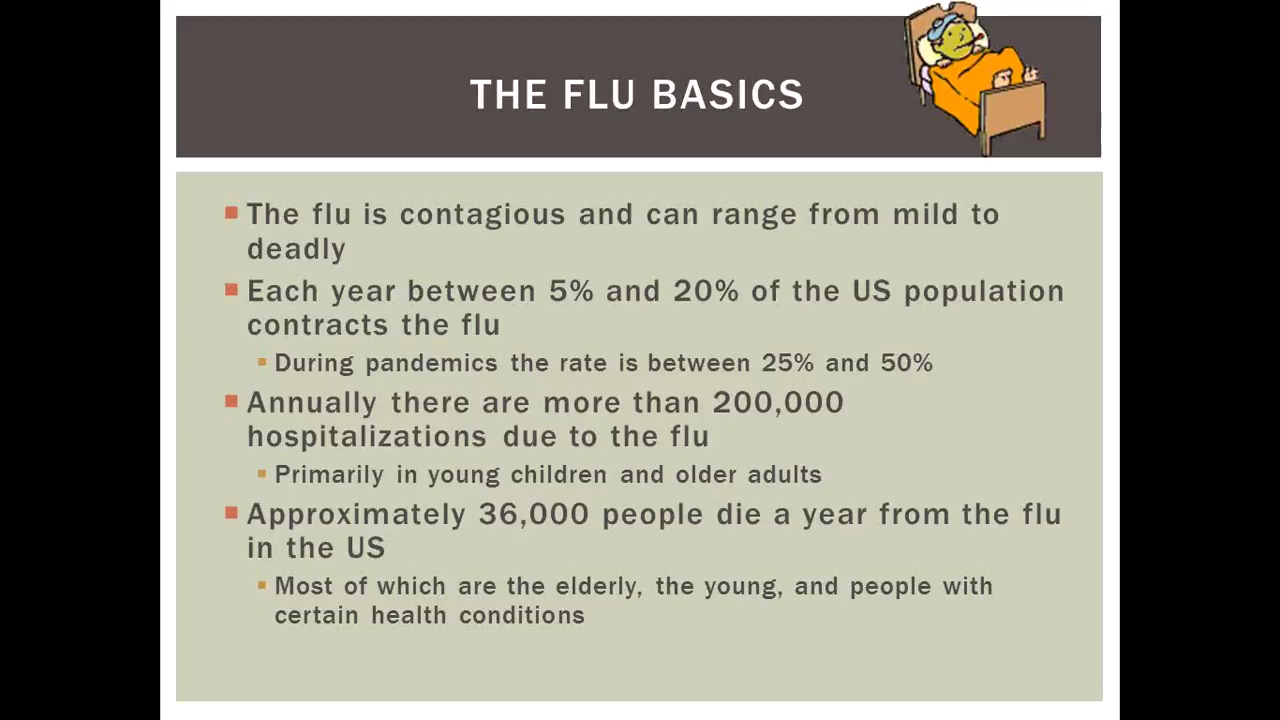 THE FLU BASICS
The flu is contagious and can range from mild to
deadly
Each year between 5% and 20% of the US population
contracts the flu
During pandemics the rate is between 25% and 50%
Annually there are more than 200,000
hospitalizations due to the flu
Primarily in young children and older adults
Approximately 36,000 people die a year from the flu
in the US
Most of which are the elderly, the young, and people with
certain health conditions